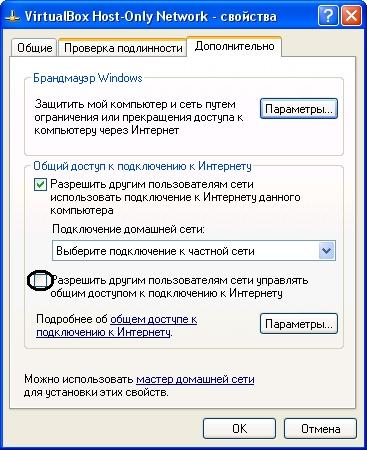 VirtualBox Host-Only Network - свойства
Общие Проверка подлинности Дополнительно
Брандмауэр Windows
Защитить мой компьютер и сеть путем
ограничения или прекращения доступа к
компьютеру через Интернет
Параметры...
Общий доступ к подключению к Интернету
Разрешить другим пользователям сети
использовать подключение к Интернету данного
компьютера
Подключение домашней сети:
Выберите подключение к частной сети
Разрешить другим пользователям сети управлять
общим доступом к подключению к Интернету
Подробнее об общем доступе к
подключению к Интернету.
Параметры...
Можно использовать мастер домашней сети
для установки этих свойств.
OK Отмена